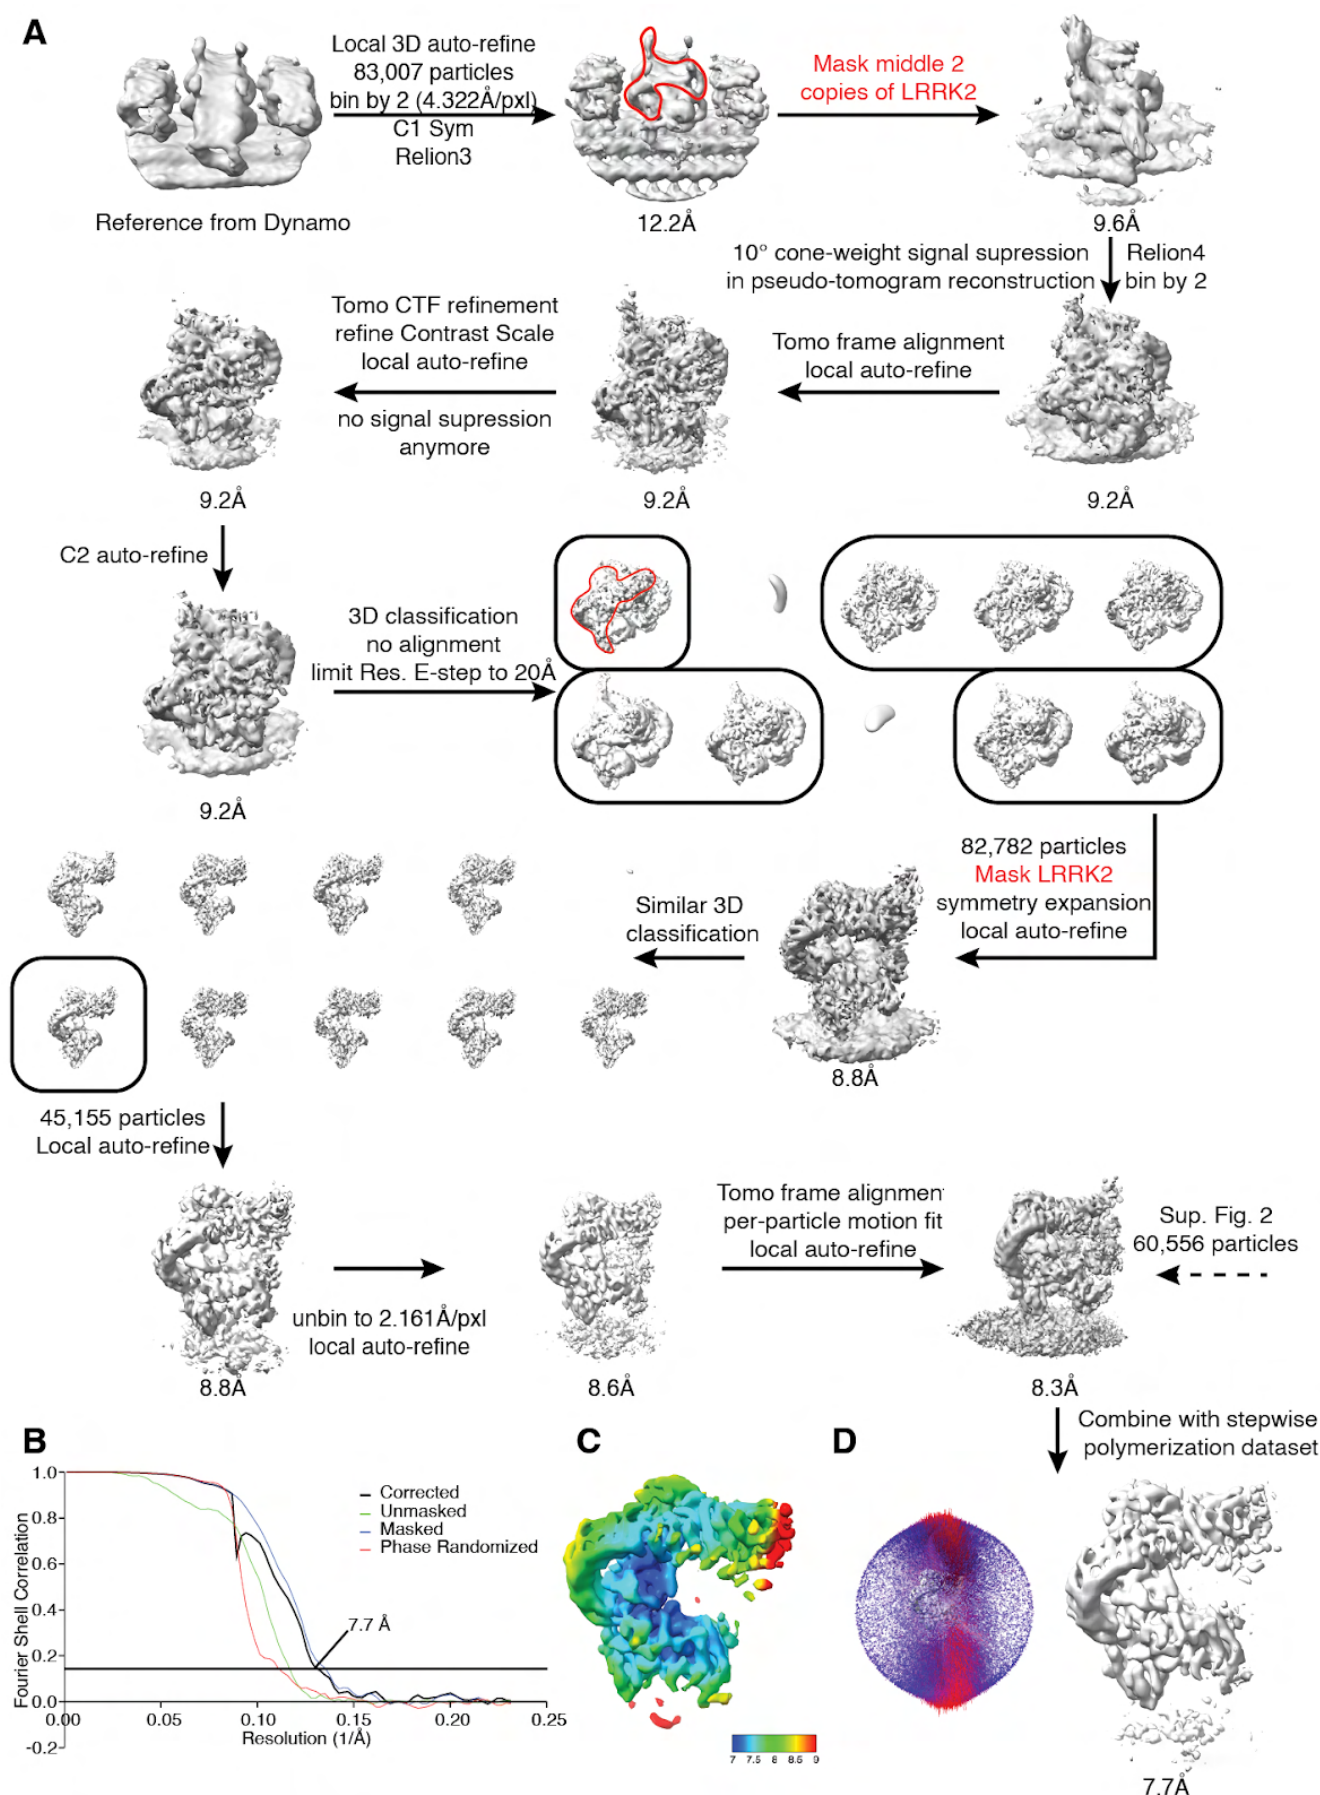 A
Local 3D auto-refine
83,007 particles
bin by 2 (4.322Å/pxl)
C1 Sym
Relion3
Mask middle 2
copies of LRRK2
Reference from Dynamo
12.2Å
9.6Å
10° cone-weight signal supression
in pseudo-tomogram reconstruction
Relion4
bin by 2
Tomo CTF refinement
refine Contrast Scale
local auto-refine
no signal supression
anymore
Tomo frame alignment
local auto-refine
9.2Å
9.2Å
9.2Å
C2 auto-refine
3D classification
no alignment
limit Res. E-step to 20Å
9.2Å
82,782 particles
Mask LRRK2
symmetry expansion
local auto-refine
Similar 3D
classification
8.8Å
45,155 particles
Local auto-refine
unbin to 2.161Å/pxl
local auto-refine
Tomo frame alignmen
per-particle motion fit
local auto-refine
Sup. Fig. 2
60,556 particles
8.8Å
8.6Å
8.3Å
Combine with stepwise
polymerization dataset
B
Fourier Shell Correlation
1.0
0.8
0.6
0.4
0.2
0.0
-0.2
Corrected
Unmasked
Masked
Phase Randomized
7.7 Å
0.00 0.05 0.10 0.15 0.20 0.25
Resolution (1/Å)
C
7 7.5 8 8.5 9
D
7.7Å